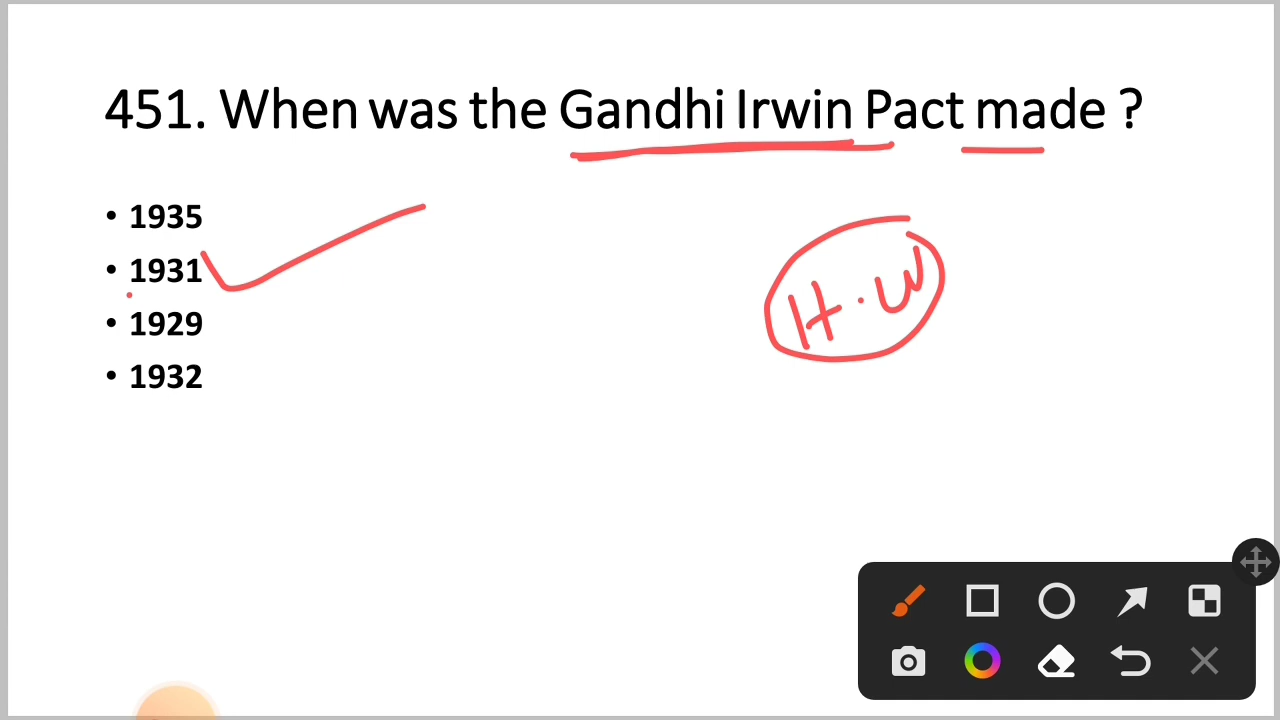 451. When was the Gandhi Irwin Pact made ?
• 1935
• 1931
• 1929
• 1932
H.W